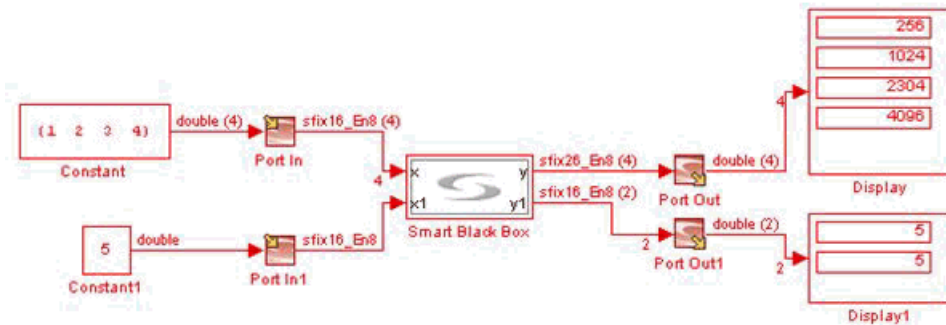 256
1024
2304
4096
Display
(1 2 3 4)
Constant
double (4)
Port In
sfix16_En8 (4)
4
x
x1
y
y1
Smart Black Box
sfix26_En8 (4)
sfix16_En8 (2)
Port Out
double (4)
4
5
Constant1
double
Port In1
sfix16_En8
2
Port Out1
double (2)
2
5
5
Display1